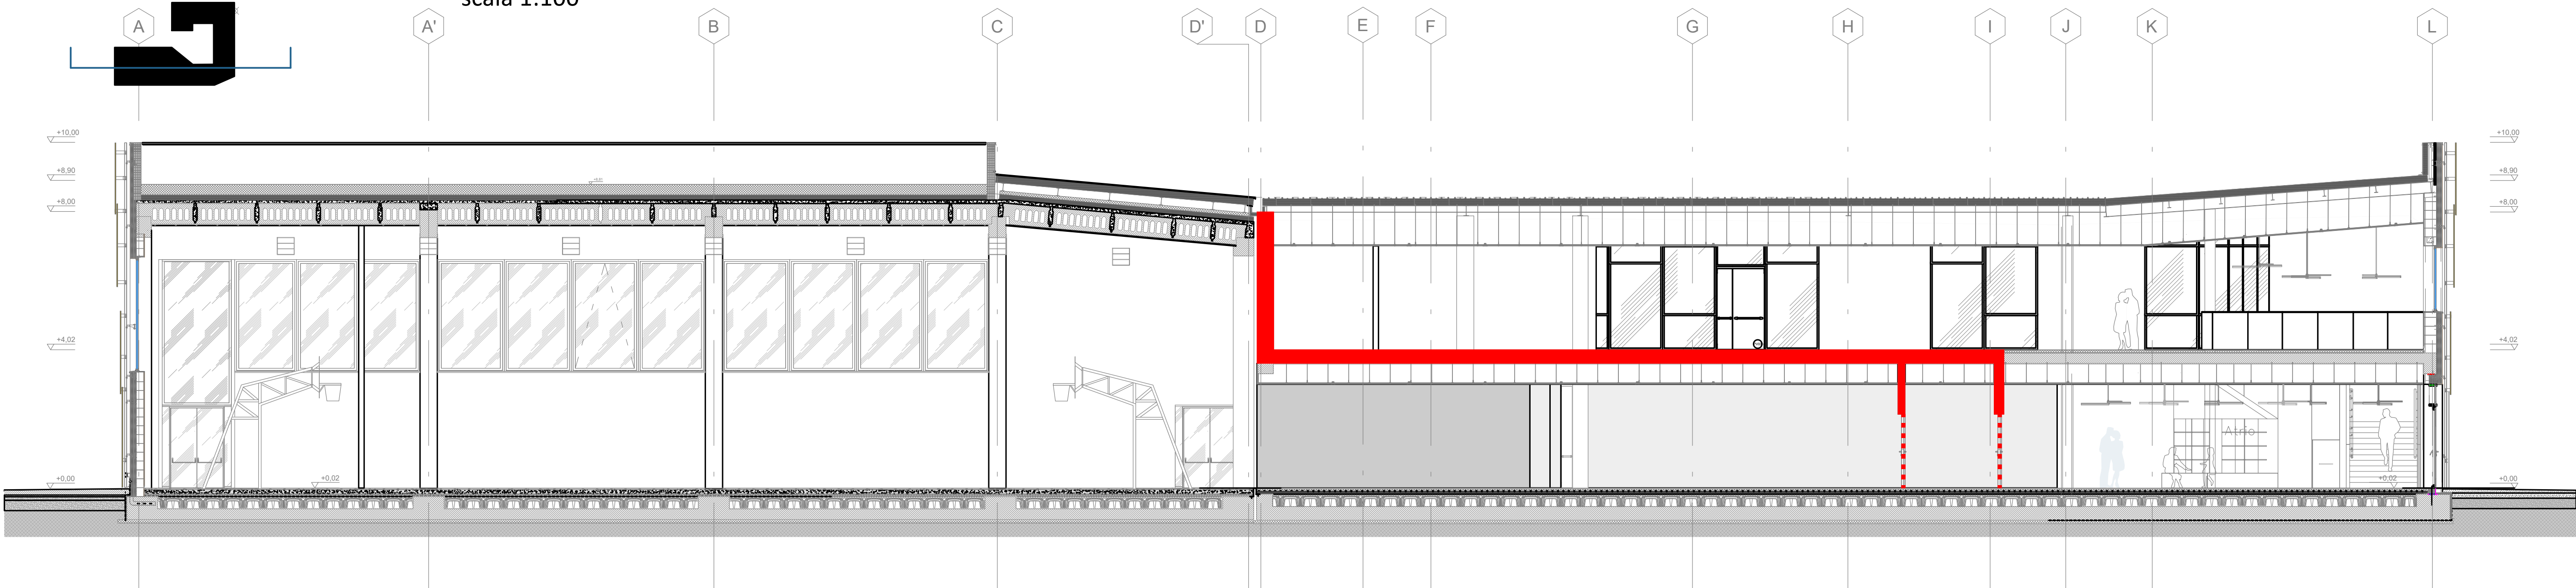 scala 1:100
A
A'
B
C
D'
D
E
F
G
H
I
J
K
L
+10,00
+10,00
+8,90
+8,90
+8,00
+8,00
+4,02
+4,02
Atrio
+0,00
+0,02
+0,02
+0,00